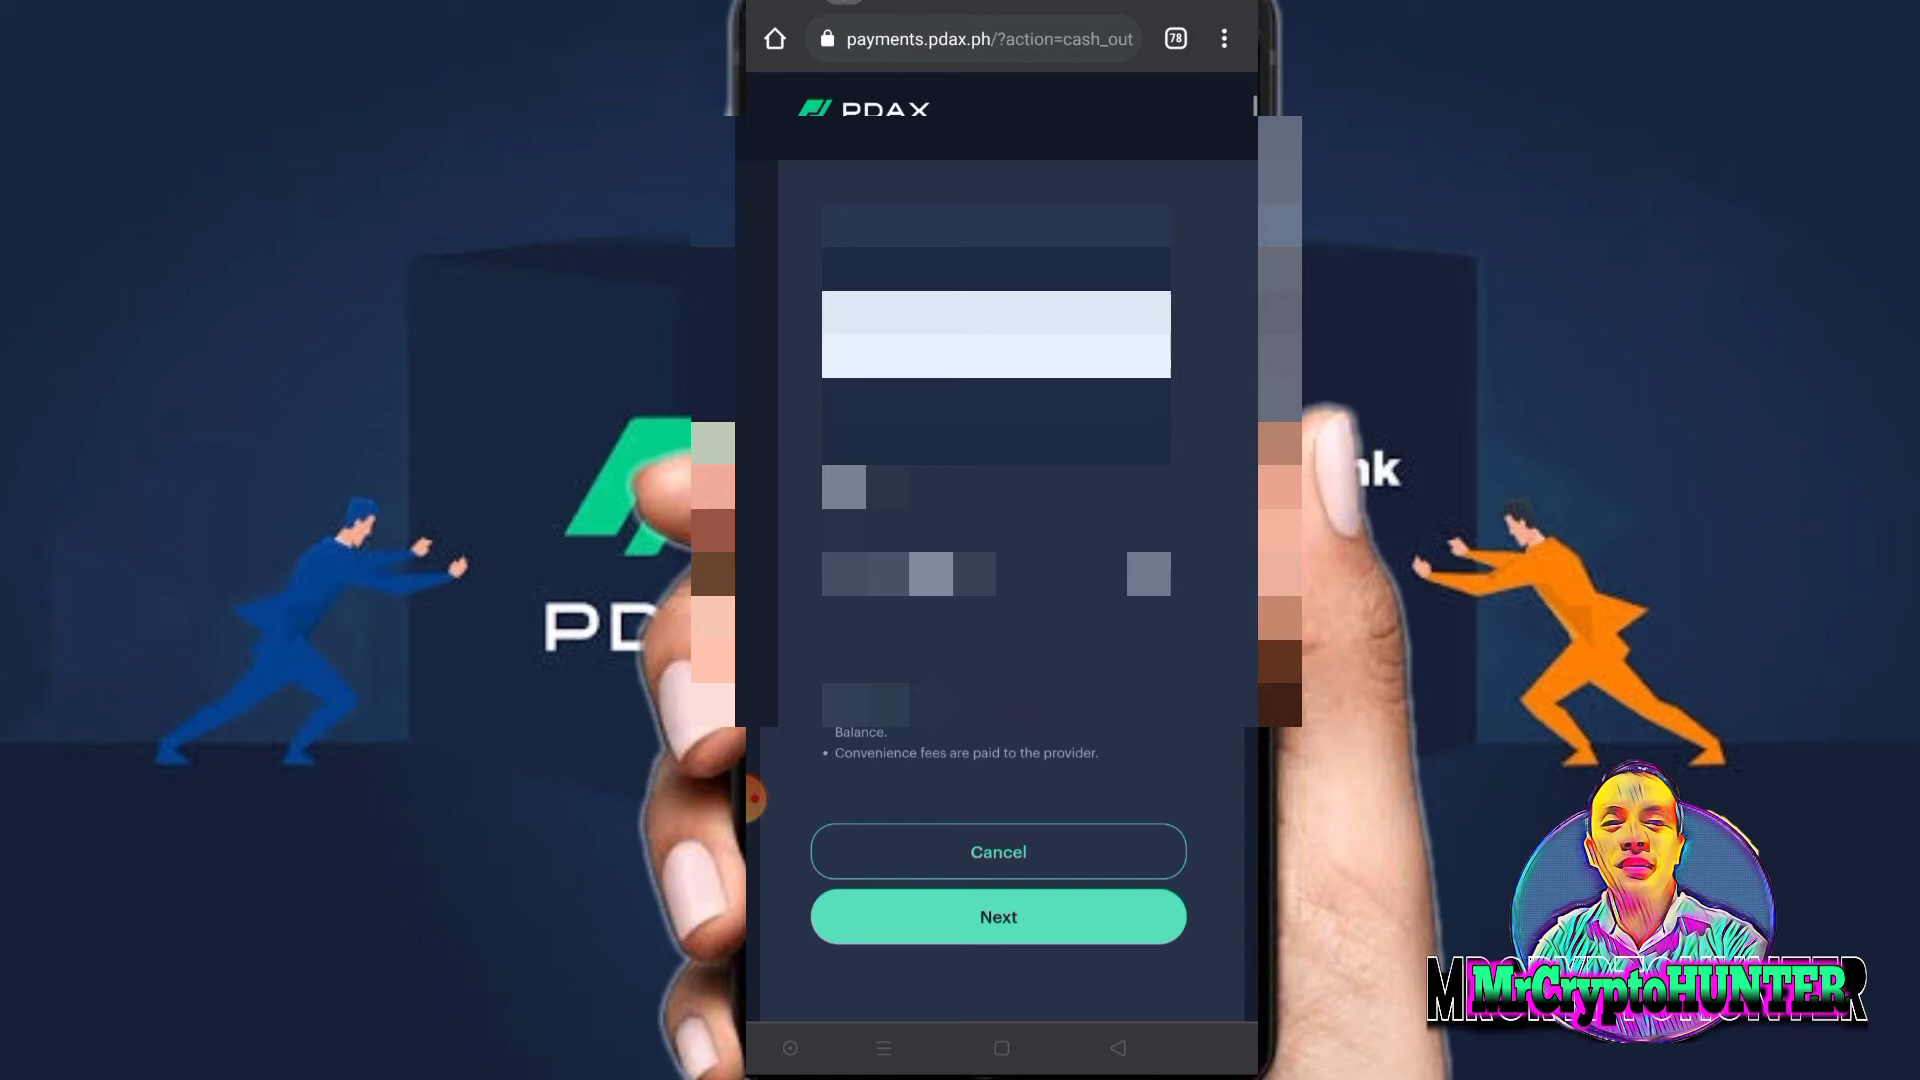 payments.pdax.ph/?action=cash_out
78
PDAX
nk
PD
Balance.
• Convenience fees are paid to the provider.
Cancel
Next
MrCryptoHUNTER